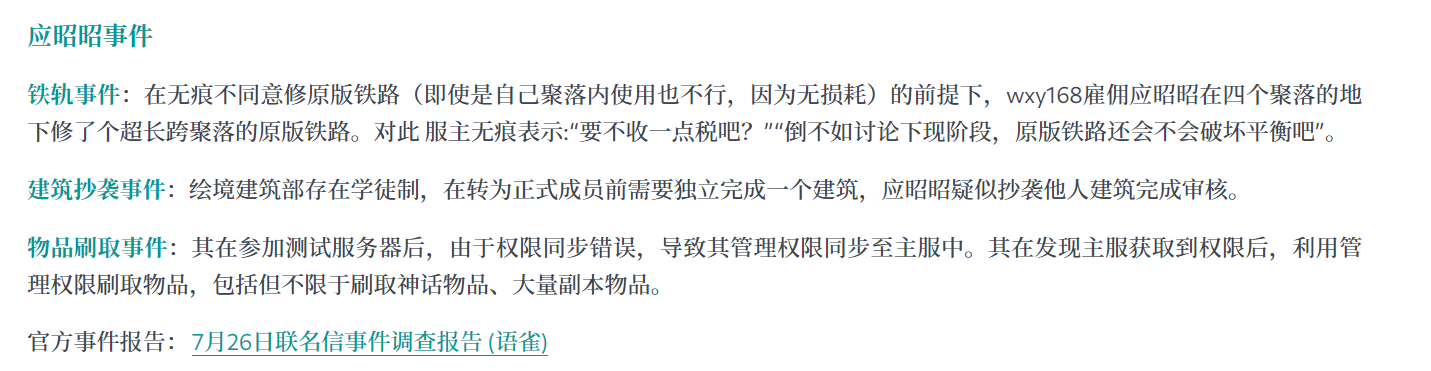 应昭昭事件
铁轨事件：在无痕不同意修原版铁路（即使是自己聚落内使用也不行，因为无损耗）的前提下，wxy168雇佣应昭昭在四个聚落的地
下修了个超长跨聚落的原版铁路。对此 服主无痕表示:“要不收一点税吧？”“倒不如讨论下现阶段，原版铁路还会不会破坏平衡吧”。
建筑抄袭事件：绘境建筑部存在学徒制，在转为正式成员前需要独立完成一个建筑，应昭昭疑似抄袭他人建筑完成审核。
物品刷取事件：其在参加测试服务器后，由于权限同步错误，导致其管理权限同步至主服中。其在发现主服获取到权限后，利用管
理权限刷取物品，包括但不限于刷取神话物品、大量副本物品。
官方事件报告：7月26日联名信事件调查报告 (语雀)